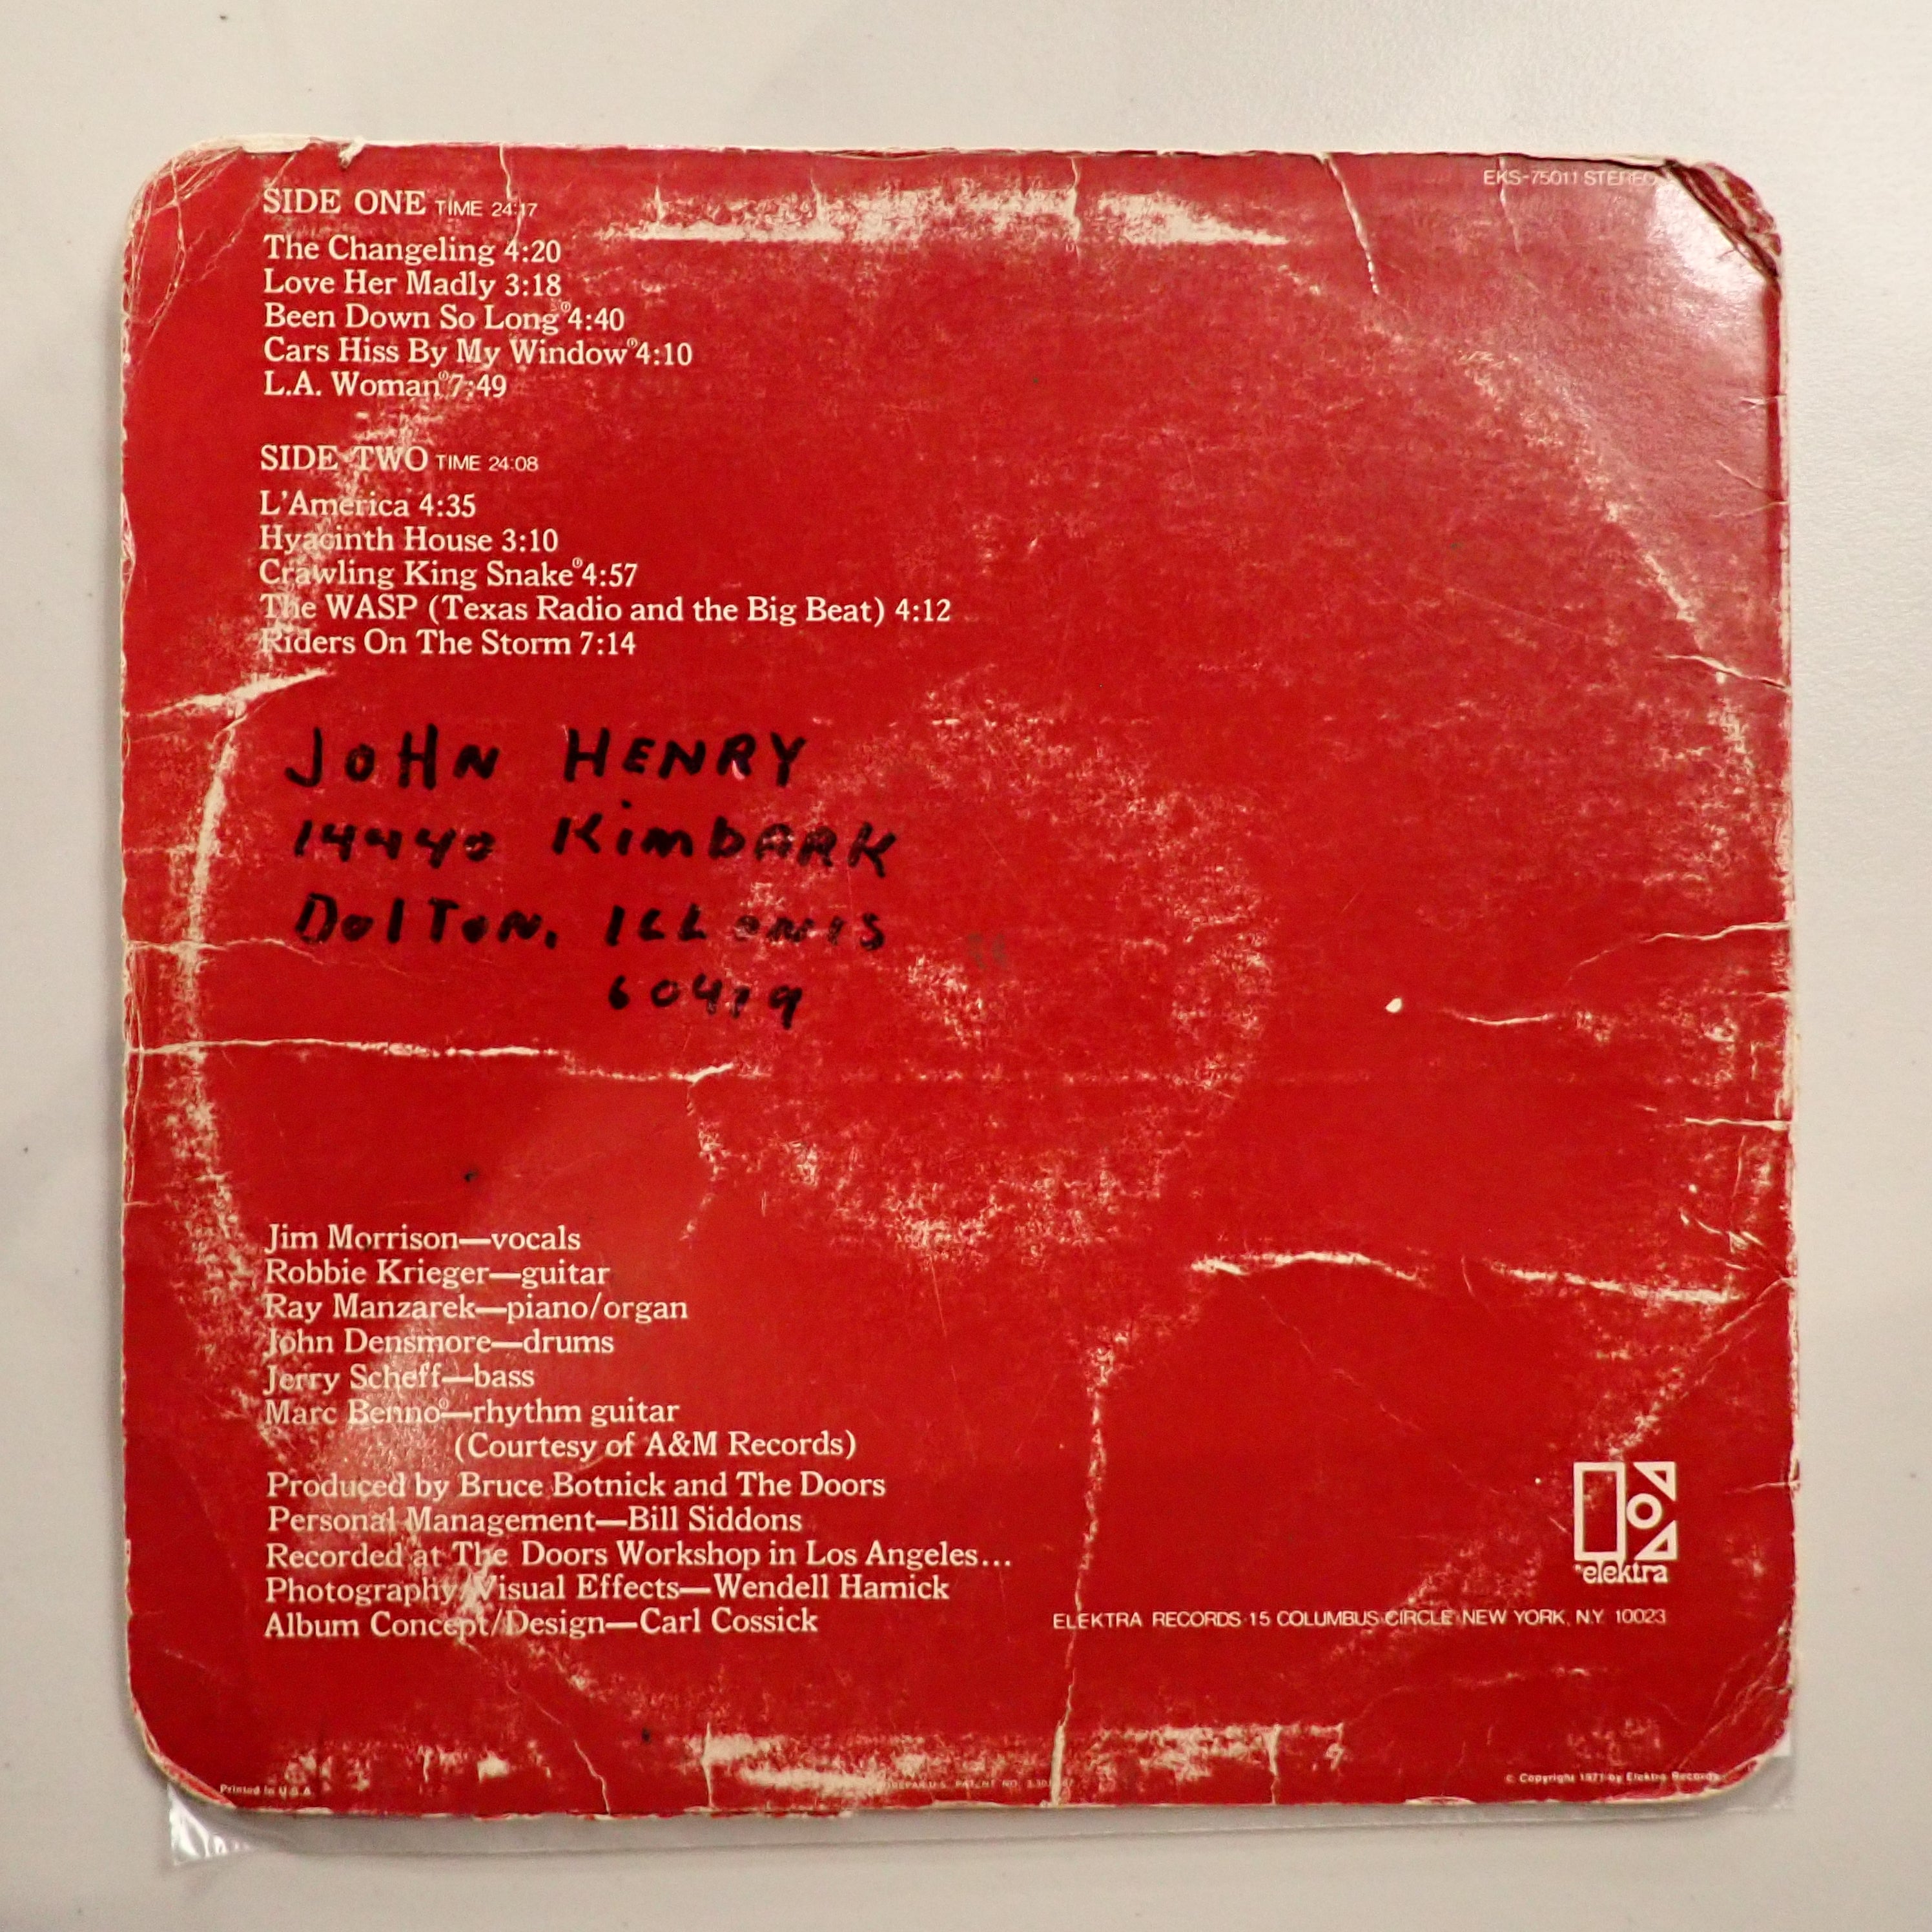 EKS-75011 STEREO
SIDE ONE TIME 24:17
The Changeling 4:20
Love Her Madly 3:18
Been Down So Long℗4:40
Cars Hiss By My Window℗4:10
L.A. Woman℗7:49
SIDE TWO TIME 24:08
L'America 4:35
Hyacinth House 3:10
Crawling King Snake℗4:57
The WASP (Texas Radio and the Big Beat) 4:12
Riders On The Storm 7:14
JOHN HENRY
14440 KimbARK
DolTON, ILLONIS
60419
Jim Morrison—vocals
Robbie Krieger—guitar
Ray Manzarek—piano/organ
John Densmore—drums
Jerry Scheff—bass
Marc Benno℗—rhythm guitar
(Courtesy of A&M Records)
Produced by Bruce Botnick and The Doors
Personal Management—Bill Siddons
Recorded at The Doors Workshop in Los Angeles...
Photography/Visual Effects—Wendell Hamick
Album Concept/Design—Carl Cossick
elektra
ELEKTRA RECORDS·15 COLUMBUS CIRCLE·NEW YORK, N.Y. 10023
Printed in U.S.A.
U.S. PAT. NO.
© Copyright 1971 by Elektra Records